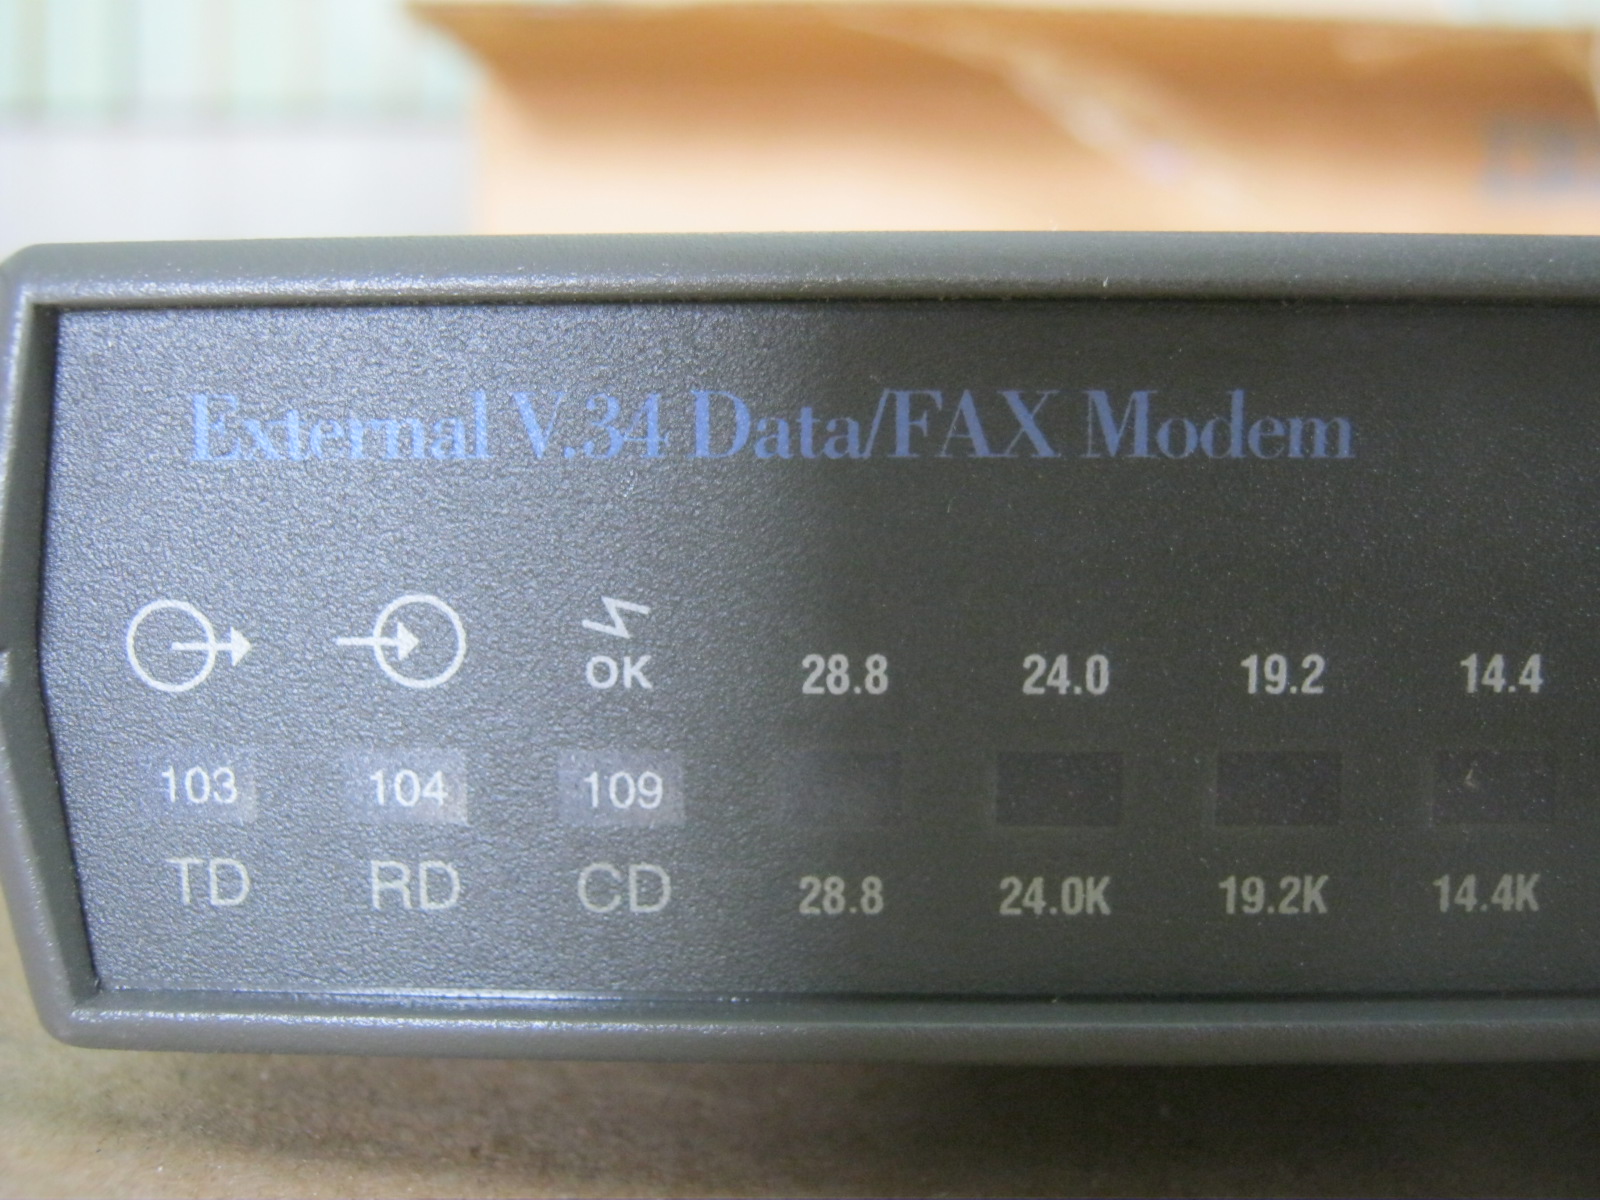 External V.34 Data/FAX Modem
OK 28.8 24.0 19.2 14.4
103 104 109
TD RD CD 28.8 24.0K 19.2K 14.4K